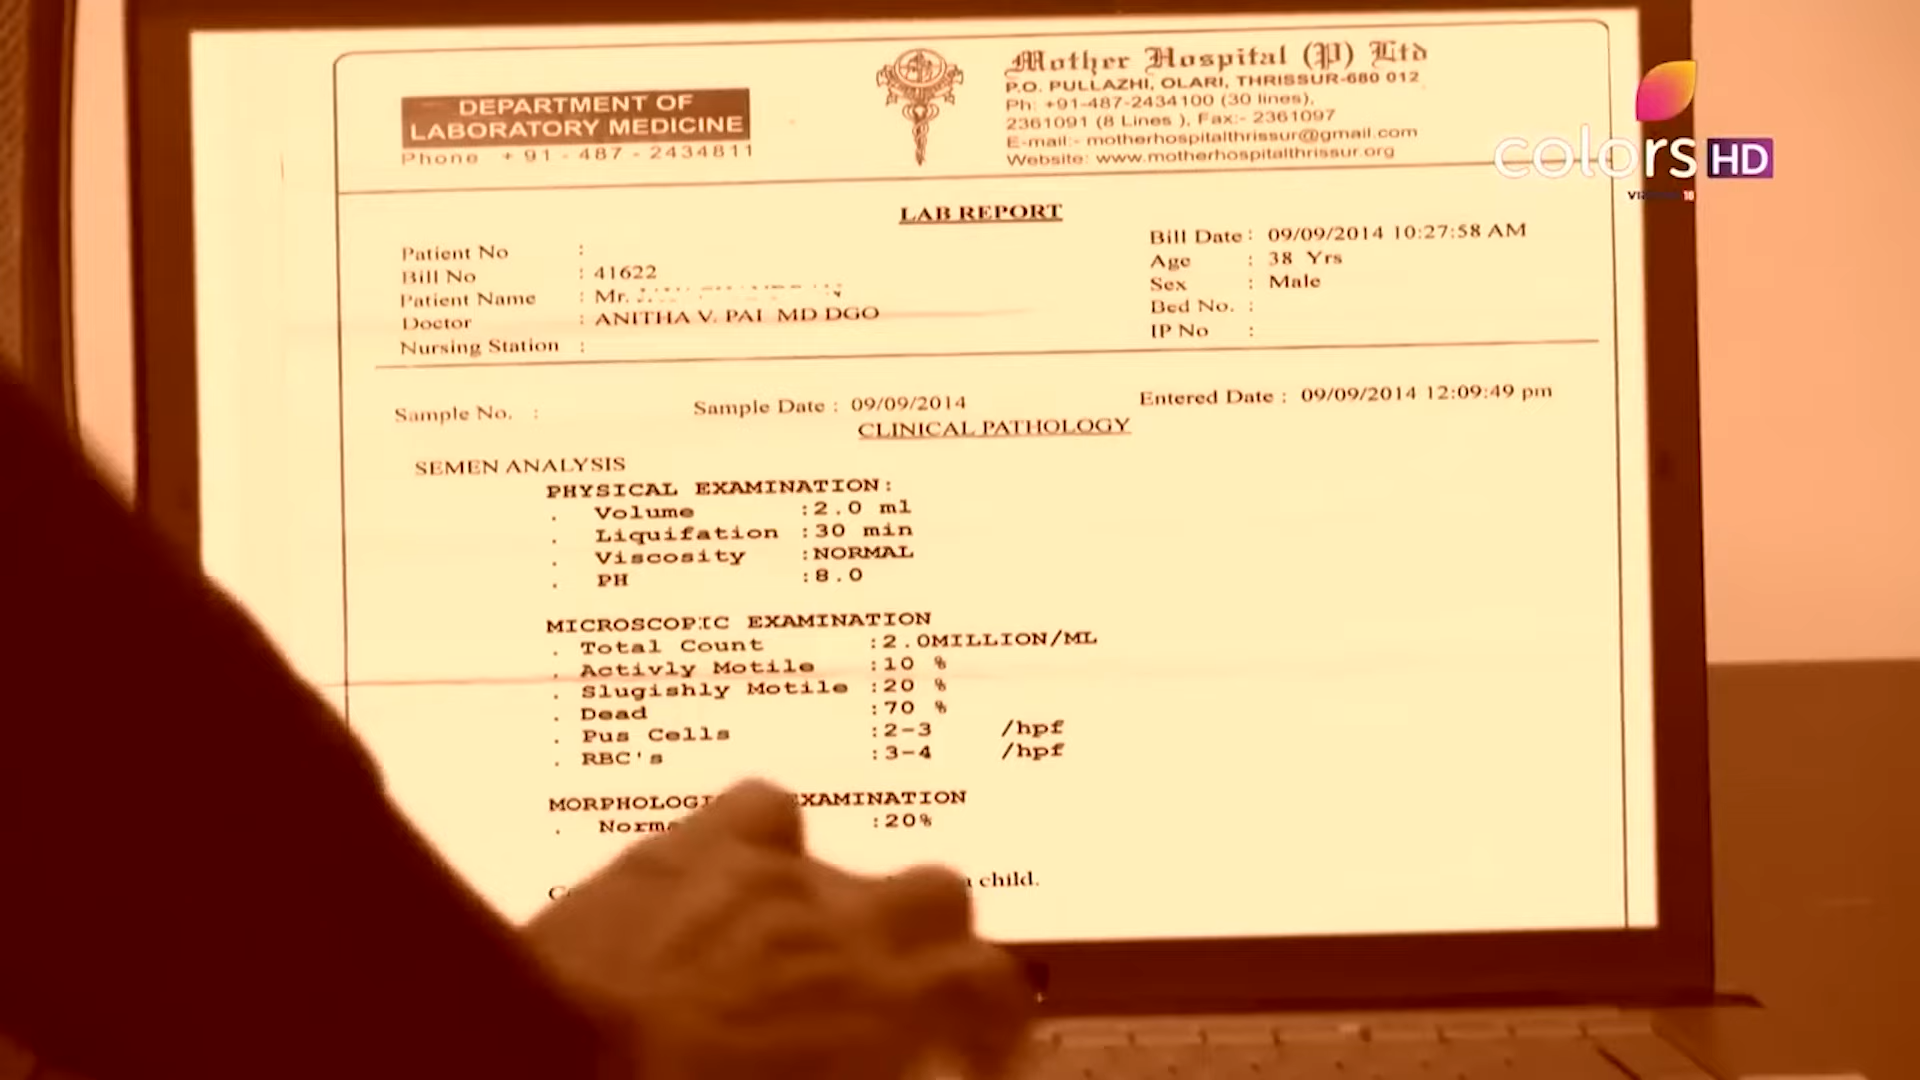 DEPARTMENT OF
LABORATORY MEDICINE
Phone +91-487-2434811
Mother Hospital (P) Ltd
P.O. PULLAZHI, OLARI, THRISSUR-680 012
Ph: +91-487-2434100 (30 lines),
2361091 (8 Lines ), Fax:- 2361097
E-mail:- motherhospitalthrissur@gmail.com
Website: www.motherhospitalthrissur.org
colors HD
LAB REPORT
Patient No :
Bill No : 41622
Patient Name : Mr.
Doctor : ANITHA V. PAI MD DGO
Nursing Station :
Bill Date : 09/09/2014 10:27:58 AM
Age : 38 Yrs
Sex : Male
Bed No. :
IP No :
Sample No. : Sample Date : 09/09/2014 Entered Date : 09/09/2014 12:09:49 pm
CLINICAL PATHOLOGY
SEMEN ANALYSIS
PHYSICAL EXAMINATION:
. Volume :2.0 ml
. Liquifation :30 min
. Viscosity :NORMAL
. PH :8.0
MICROSCOPIC EXAMINATION
. Total Count :2.0MILLION/ML
. Activly Motile :10 %
. Slugishly Motile :20 %
. Dead :70 %
. Pus Cells :2-3 /hpf
. RBC's :3-4 /hpf
EXAMINATION
. :20%
child.